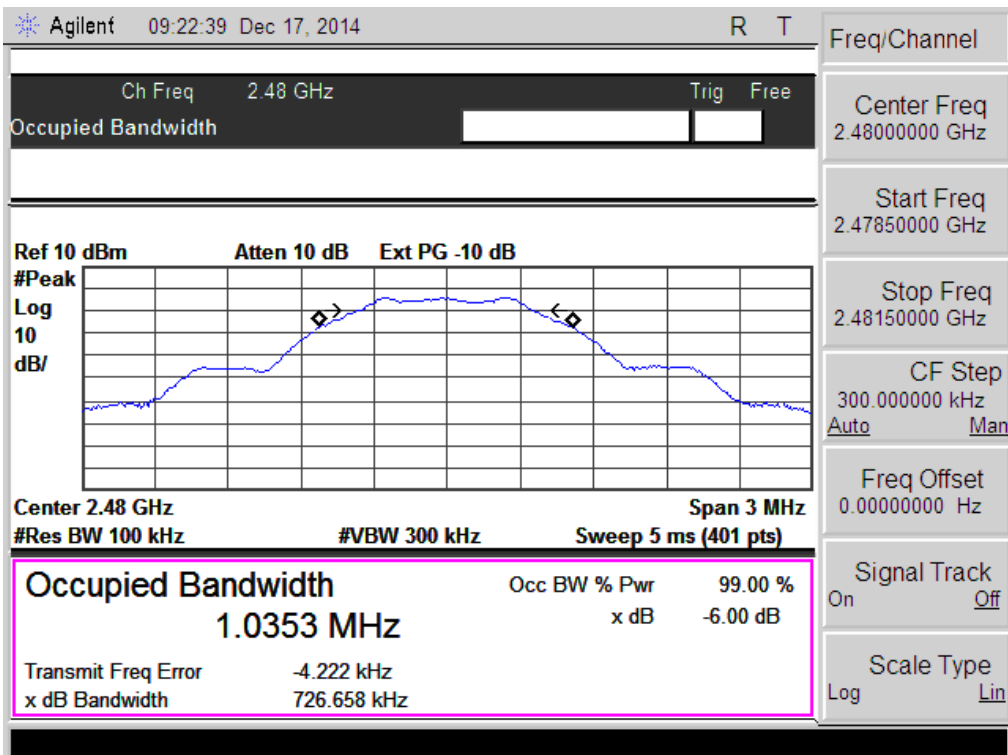 Agilent 09:22:39 Dec 17, 2014 R T
Freq/Channel
Ch Freq 2.48 GHz Trig Free
Occupied Bandwidth
Center Freq
2.48000000 GHz
Start Freq
2.47850000 GHz
Stop Freq
2.48150000 GHz
CF Step
300.000000 kHz
Auto Man
Freq Offset
0.00000000 Hz
Signal Track
On Off
Scale Type
Log Lin
Ref 10 dBm Atten 10 dB Ext PG -10 dB
#Peak
Log
10
dB/
Center 2.48 GHz Span 3 MHz
#Res BW 100 kHz #VBW 300 kHz Sweep 5 ms (401 pts)
Occupied Bandwidth Occ BW % Pwr 99.00 %
1.0353 MHz x dB -6.00 dB
Transmit Freq Error -4.222 kHz
x dB Bandwidth 726.658 kHz